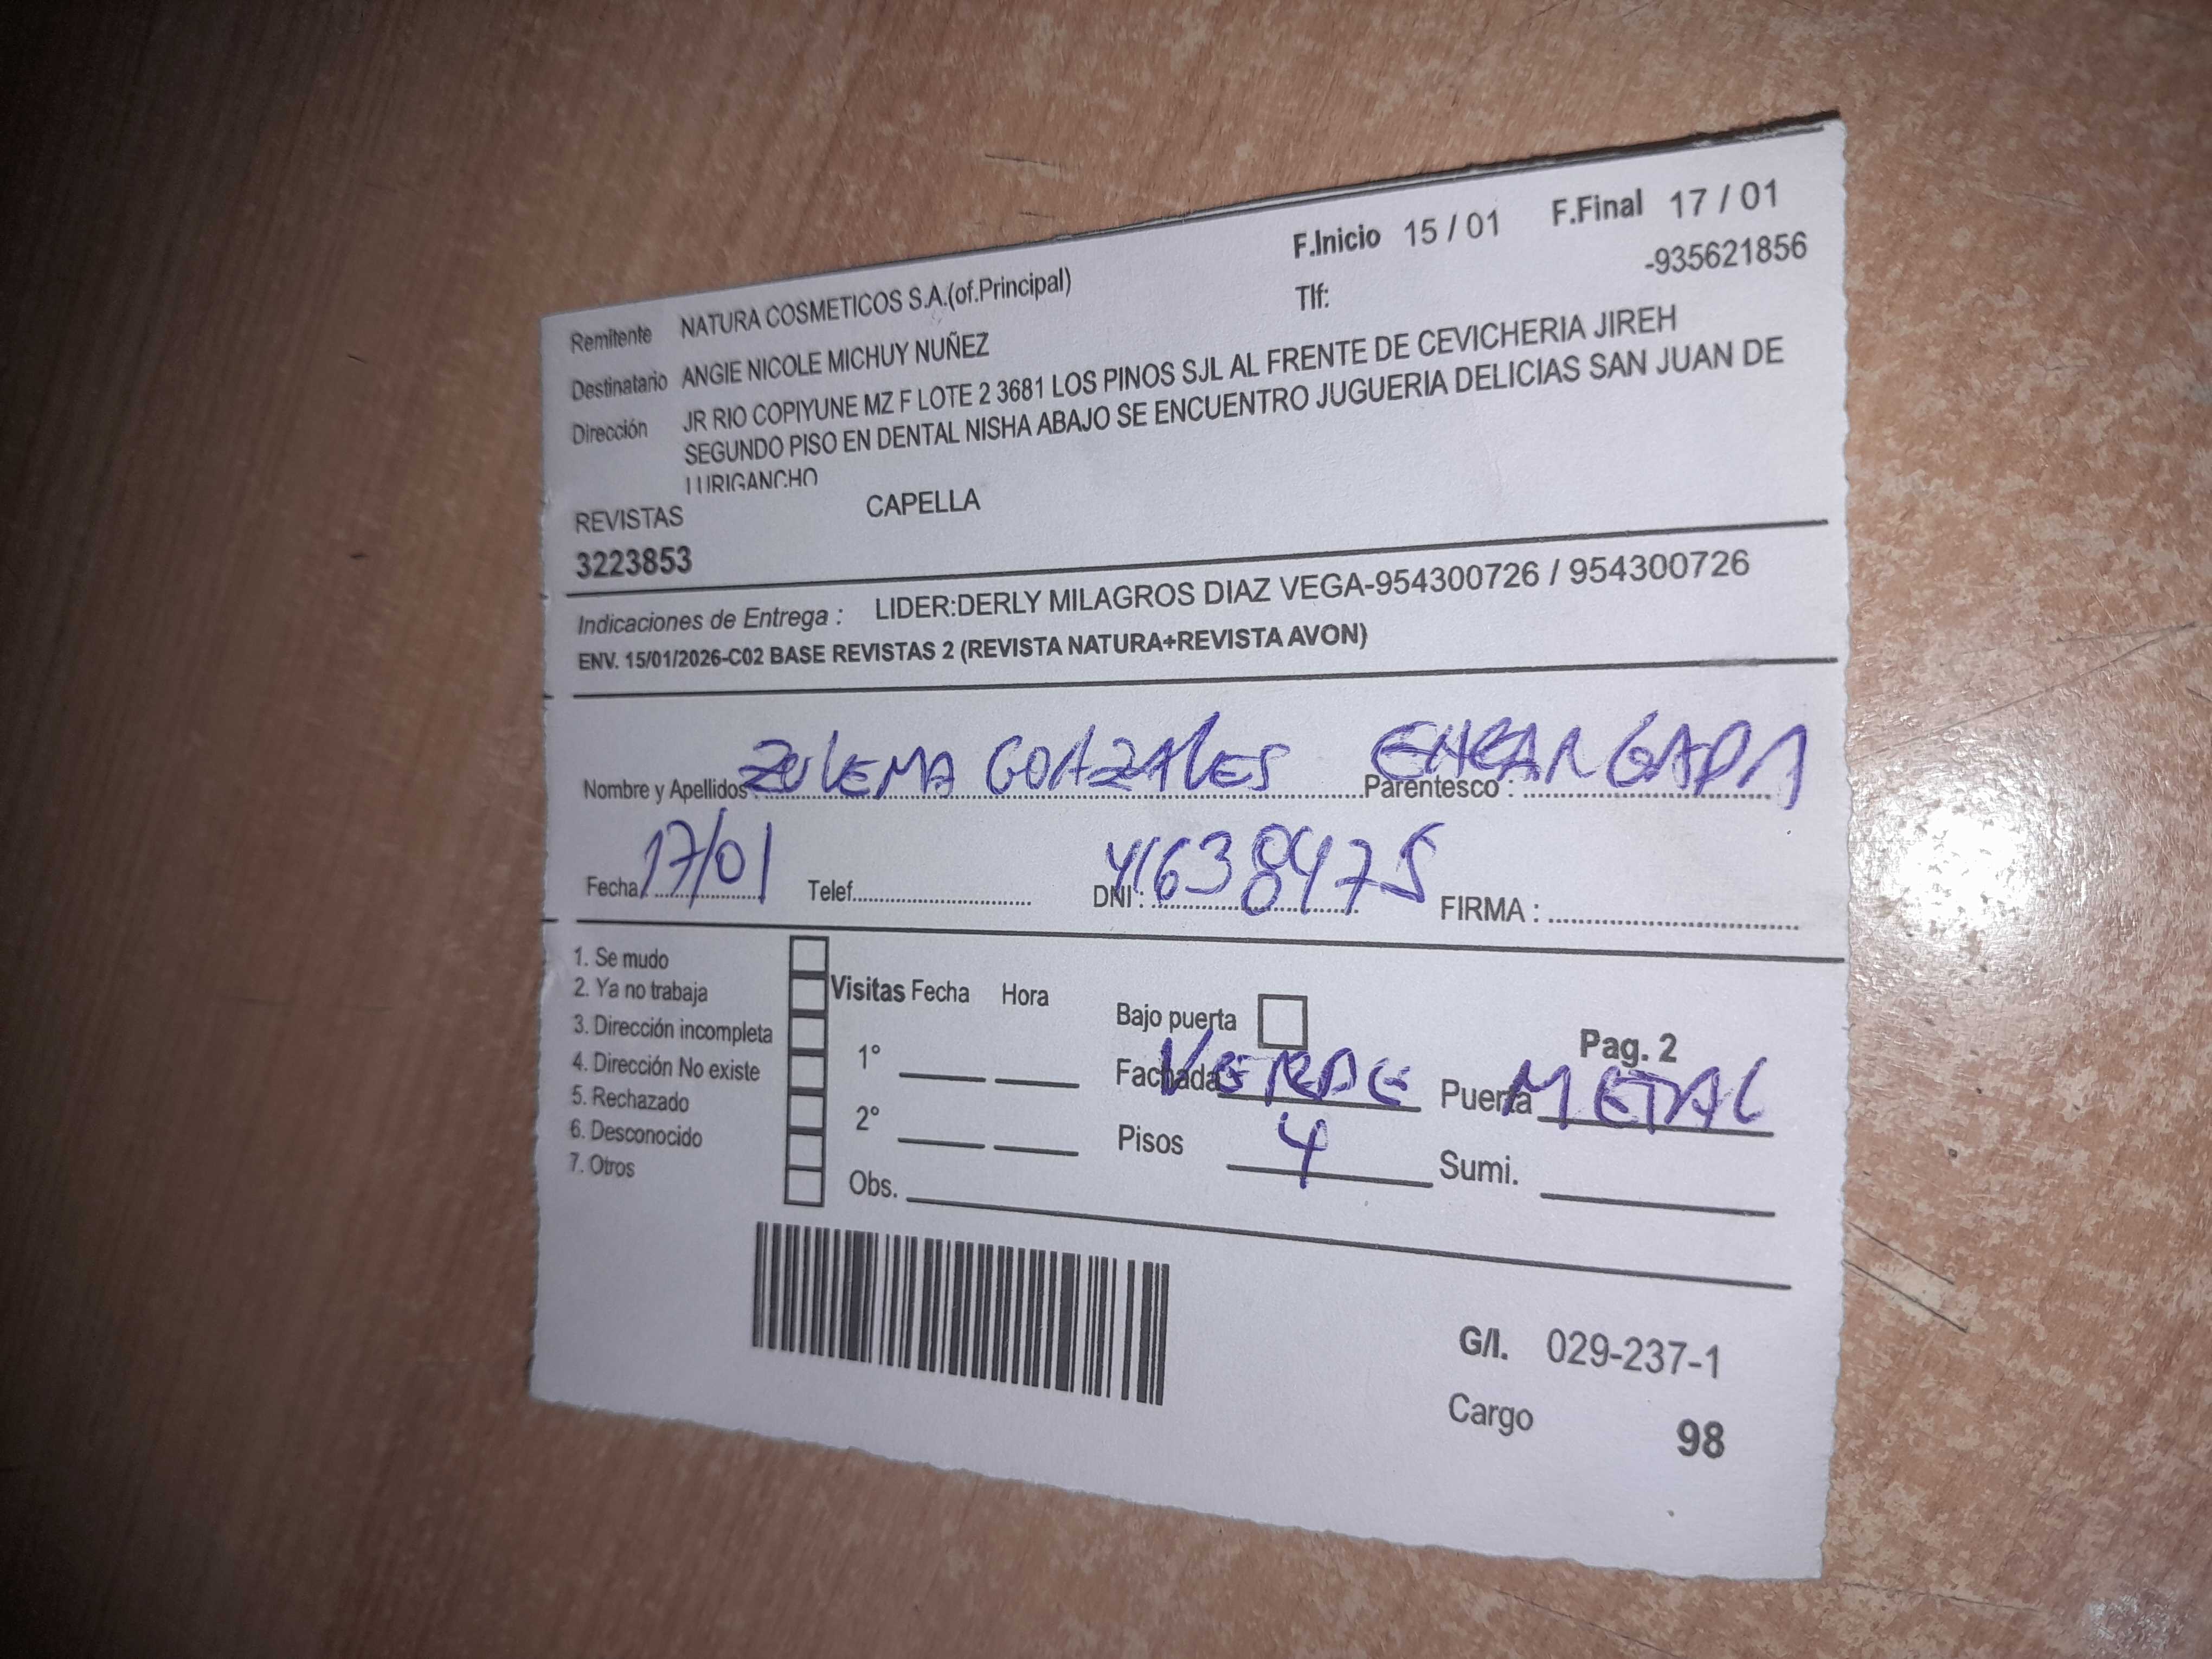 F.Inicio 15 / 01 F.Final 17 / 01
Remitente NATURA COSMETICOS S.A.(of.Principal) Tlf: -935621856
Destinatario ANGIE NICOLE MICHUY NUÑEZ
Dirección JR RIO COPIYUNE MZ F LOTE 2 3681 LOS PINOS SJL AL FRENTE DE CEVICHERIA JIREH
SEGUNDO PISO EN DENTAL NISHA ABAJO SE ENCUENTRO JUGUERIA DELICIAS SAN JUAN DE
LURIGANCHO
REVISTAS CAPELLA
3223853
Indicaciones de Entrega : LIDER:DERLY MILAGROS DIAZ VEGA-954300726 / 954300726
ENV. 15/01/2026-C02 BASE REVISTAS 2 (REVISTA NATURA+REVISTA AVON)
Nombre y Apellidos: ZULEMA GONZALES Parentesco : ENCARGADA
Fecha 17/01 Telef. DNI : 41638475 FIRMA :
1. Se mudo
2. Ya no trabaja
3. Dirección incompleta
4. Dirección No existe
5. Rechazado
6. Desconocido
7. Otros
Visitas Fecha Hora
1°
2°
Obs.
Bajo puerta Pag. 2
Fachada VERDE Puerta METAL
Pisos 4 Sumi.
G/I. 029-237-1
Cargo 98